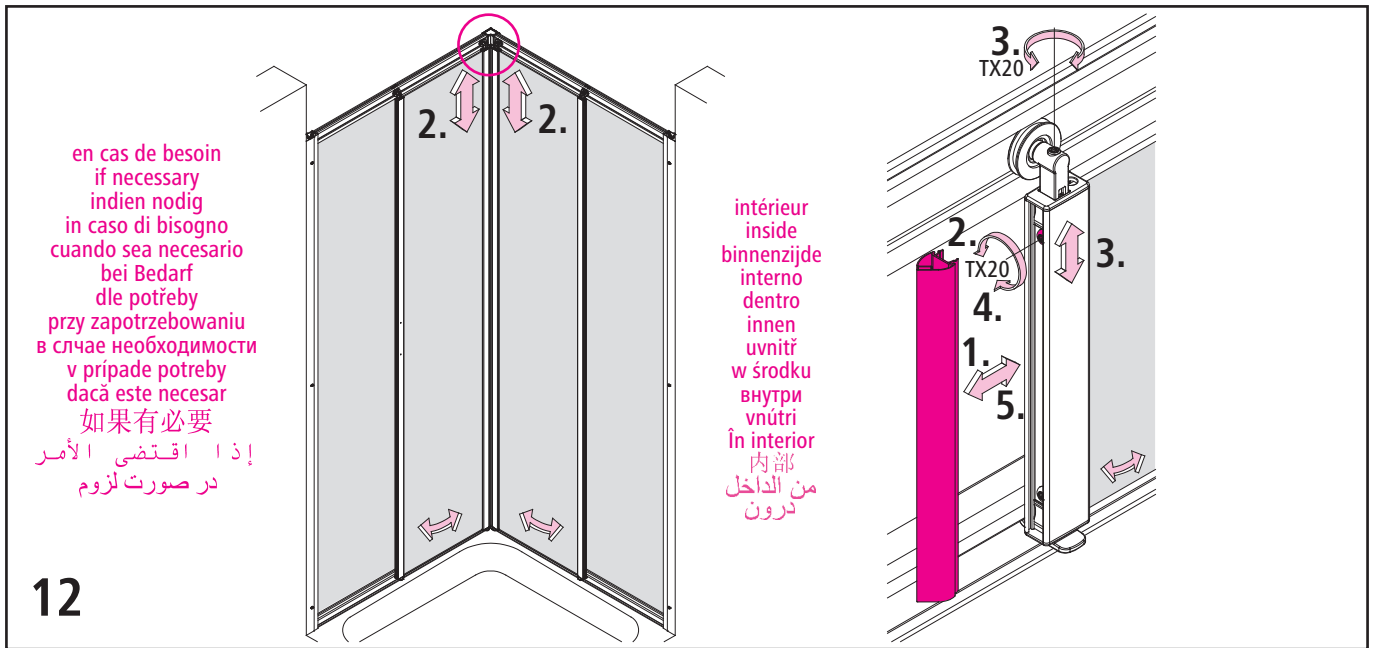 en cas de besoin
if necessary
indien nodig
in caso di bisogno
cuando sea necesario
bei Bedarf
dle potřeby
przy zapotrzebowaniu
в слчае необходимости
v prípade potreby
dacă este necesar
如果有必要
إذا اقتضى الأمر
در صورت لزوم
12
2.
2.
intérieur
inside
binnenzijde
interno
dentro
innen
uvnitř
w środku
внутри
vnútri
În interior
内部
من الداخل
درون
3.
TX20
2.
TX20
4.
3.
1.
5.